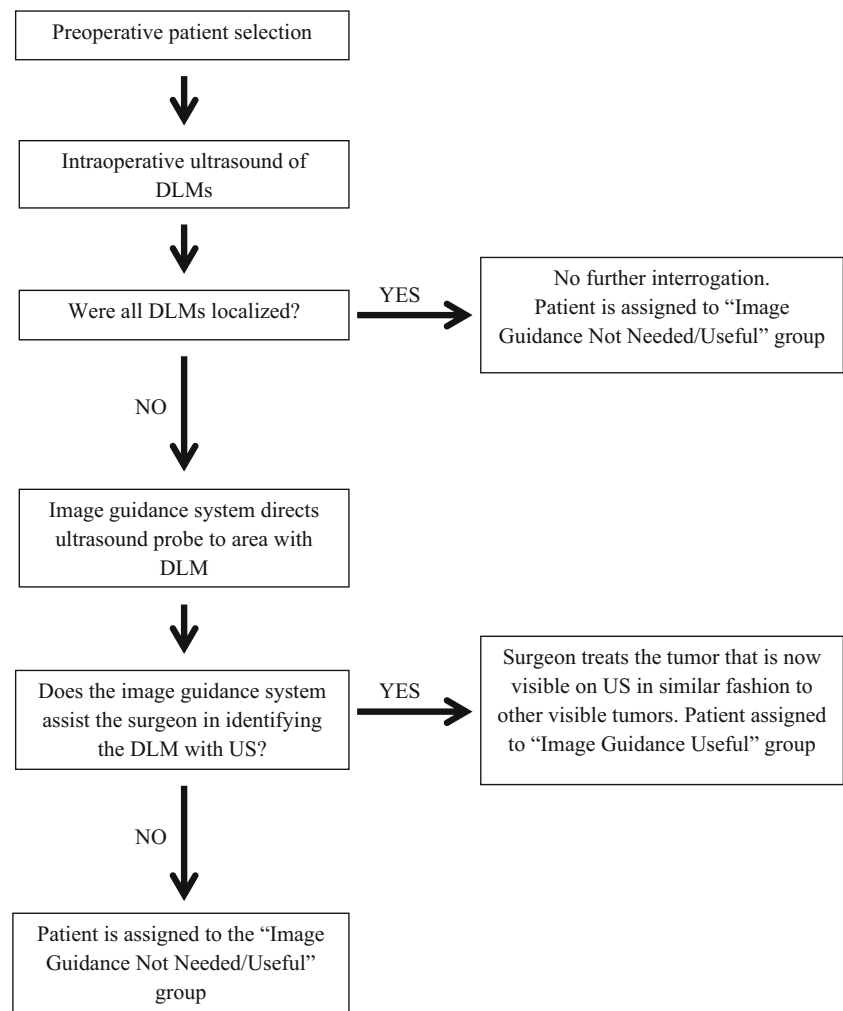 Preoperative patient selection
Intraoperative ultrasound of
DLMs
Were all DLMs localized?
YES
No further interrogation.
Patient is assigned to “Image
Guidance Not Needed/Useful” group
NO
Image guidance system directs
ultrasound probe to area with
DLM
Does the image guidance system
assist the surgeon in identifying
the DLM with US?
YES
Surgeon treats the tumor that is now
visible on US in similar fashion to
other visible tumors. Patient assigned
to “Image Guidance Useful” group
NO
Patient is assigned to the “Image
Guidance Not Needed/Useful”
group